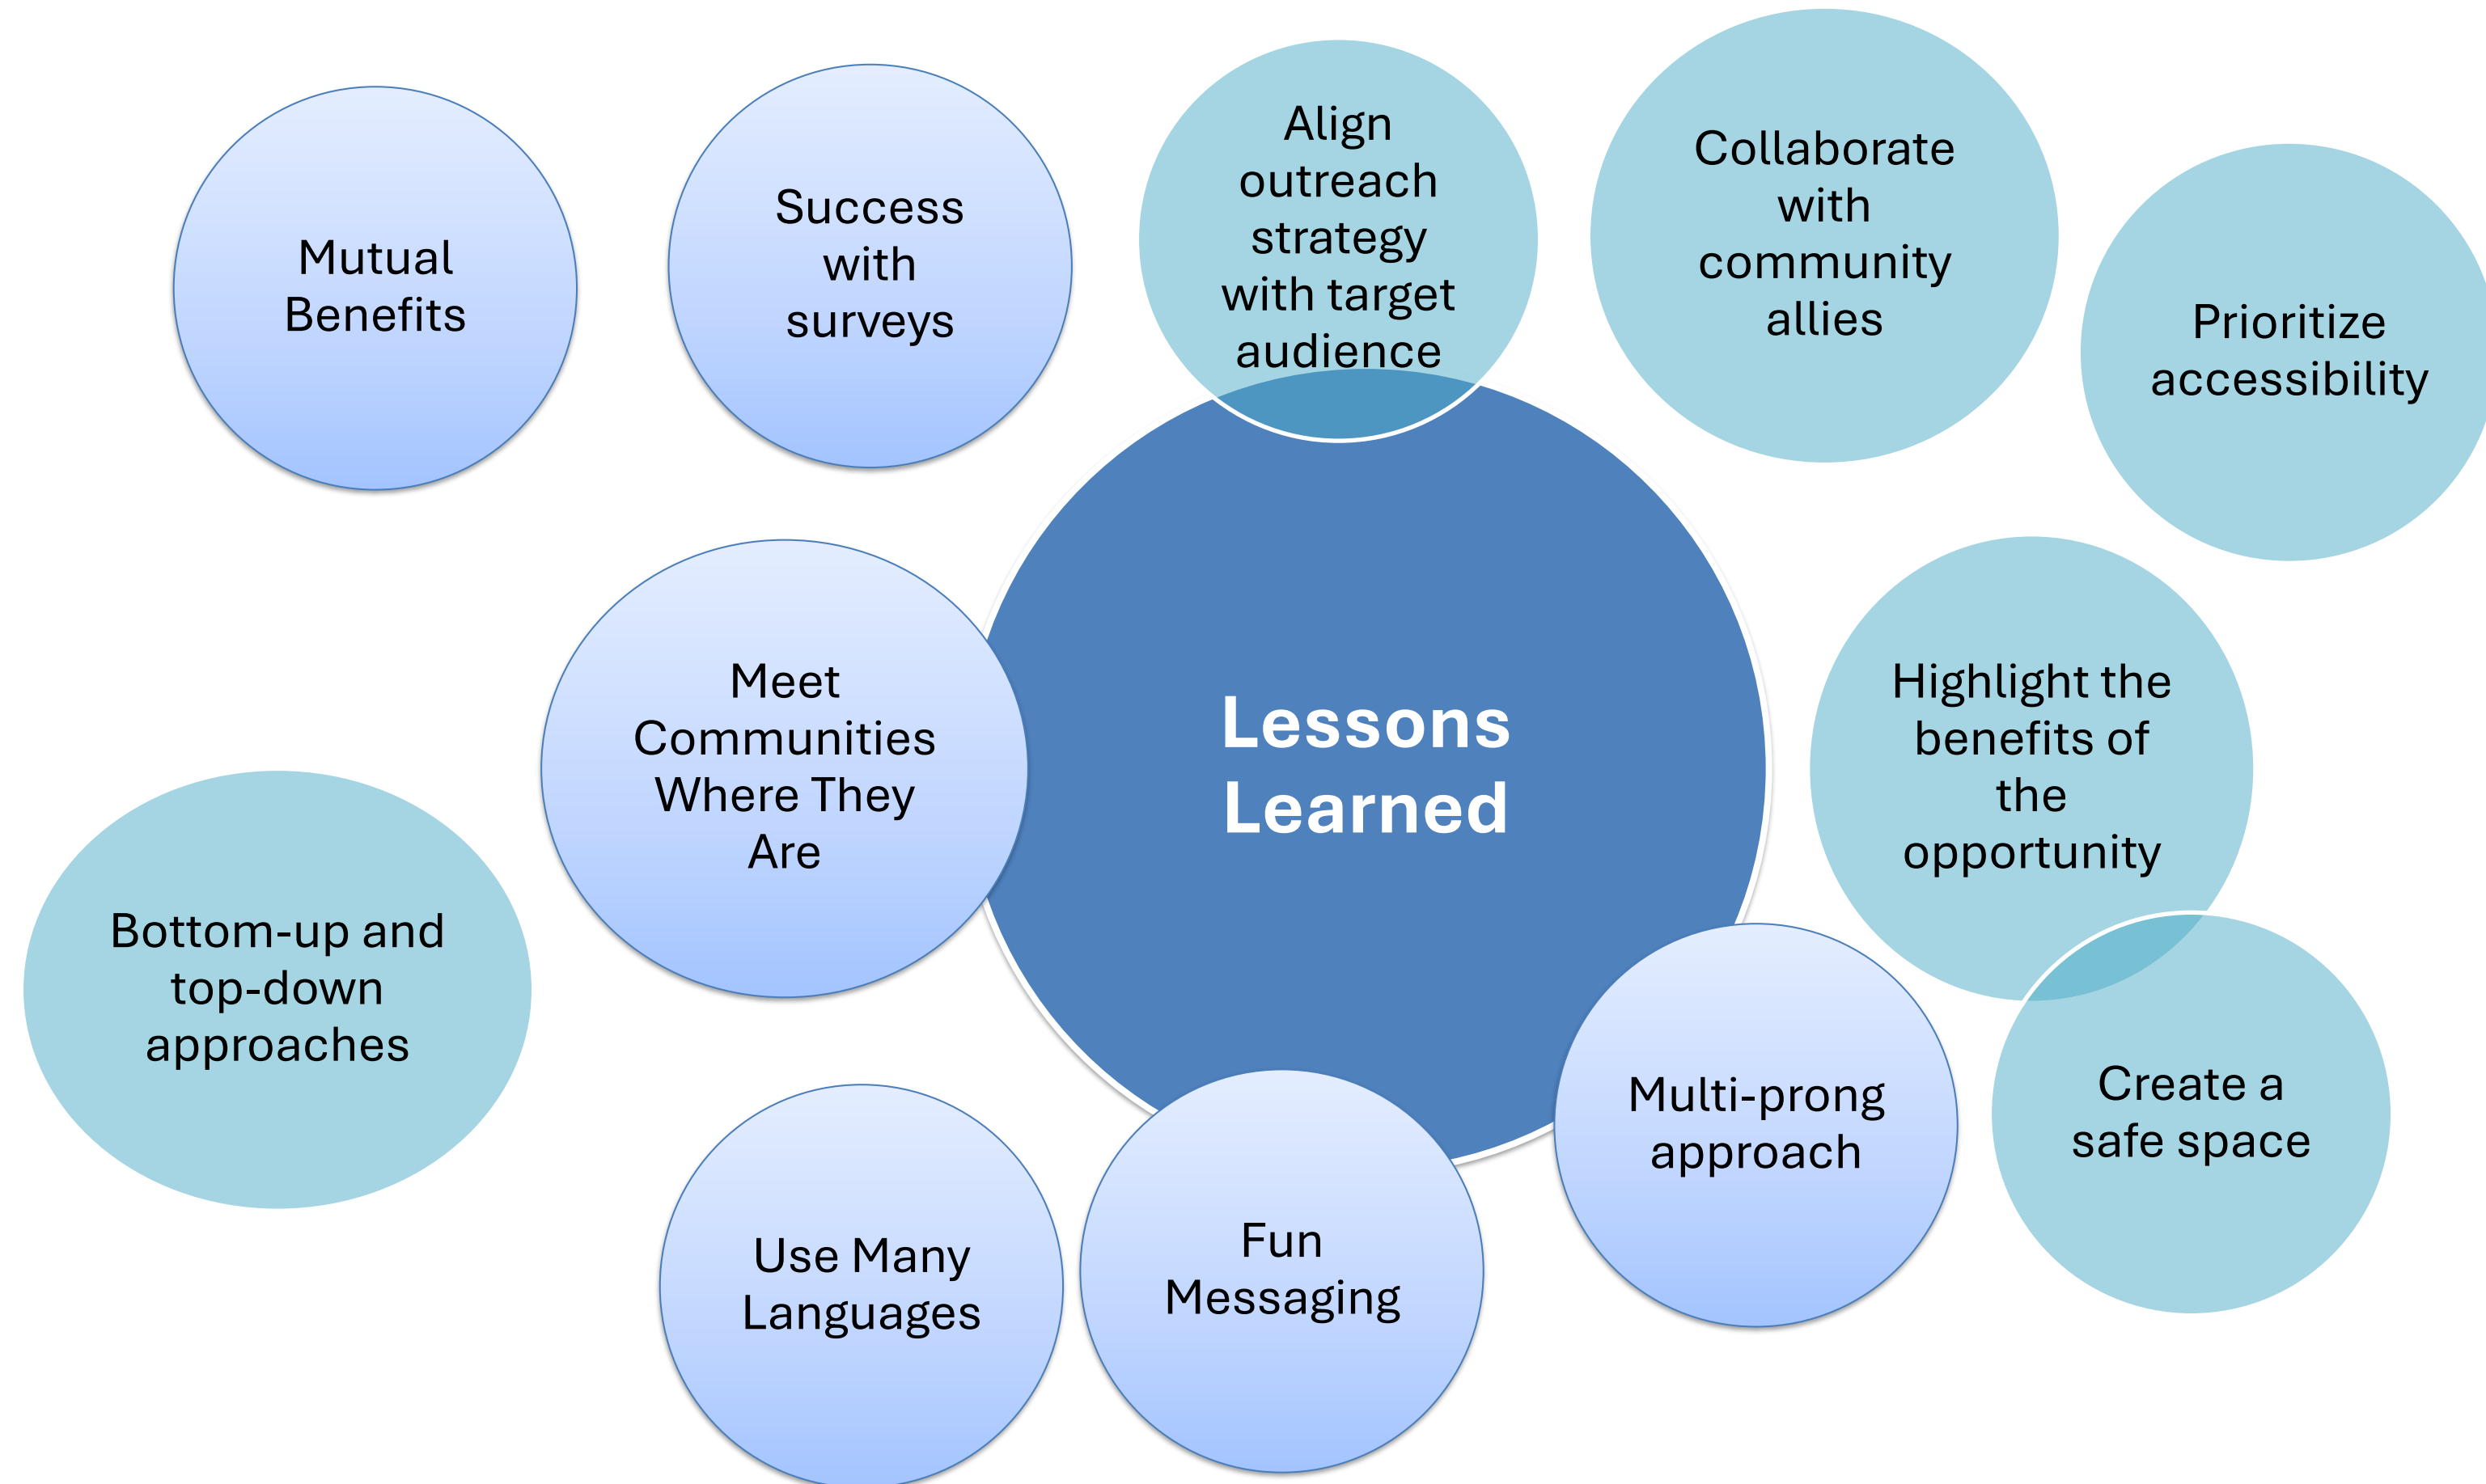 Mutual
Benefits
Success
with
surveys
Align
outreach
strategy
with target
audience
Collaborate
with
community
allies
Prioritize
accessibility
Meet
Communities
Where They
Are
Lessons
Learned
Highlight the
benefits of
the
opportunity
Bottom-up and
top-down
approaches
Multi-prong
approach
Create a
safe space
Use Many
Languages
Fun
Messaging